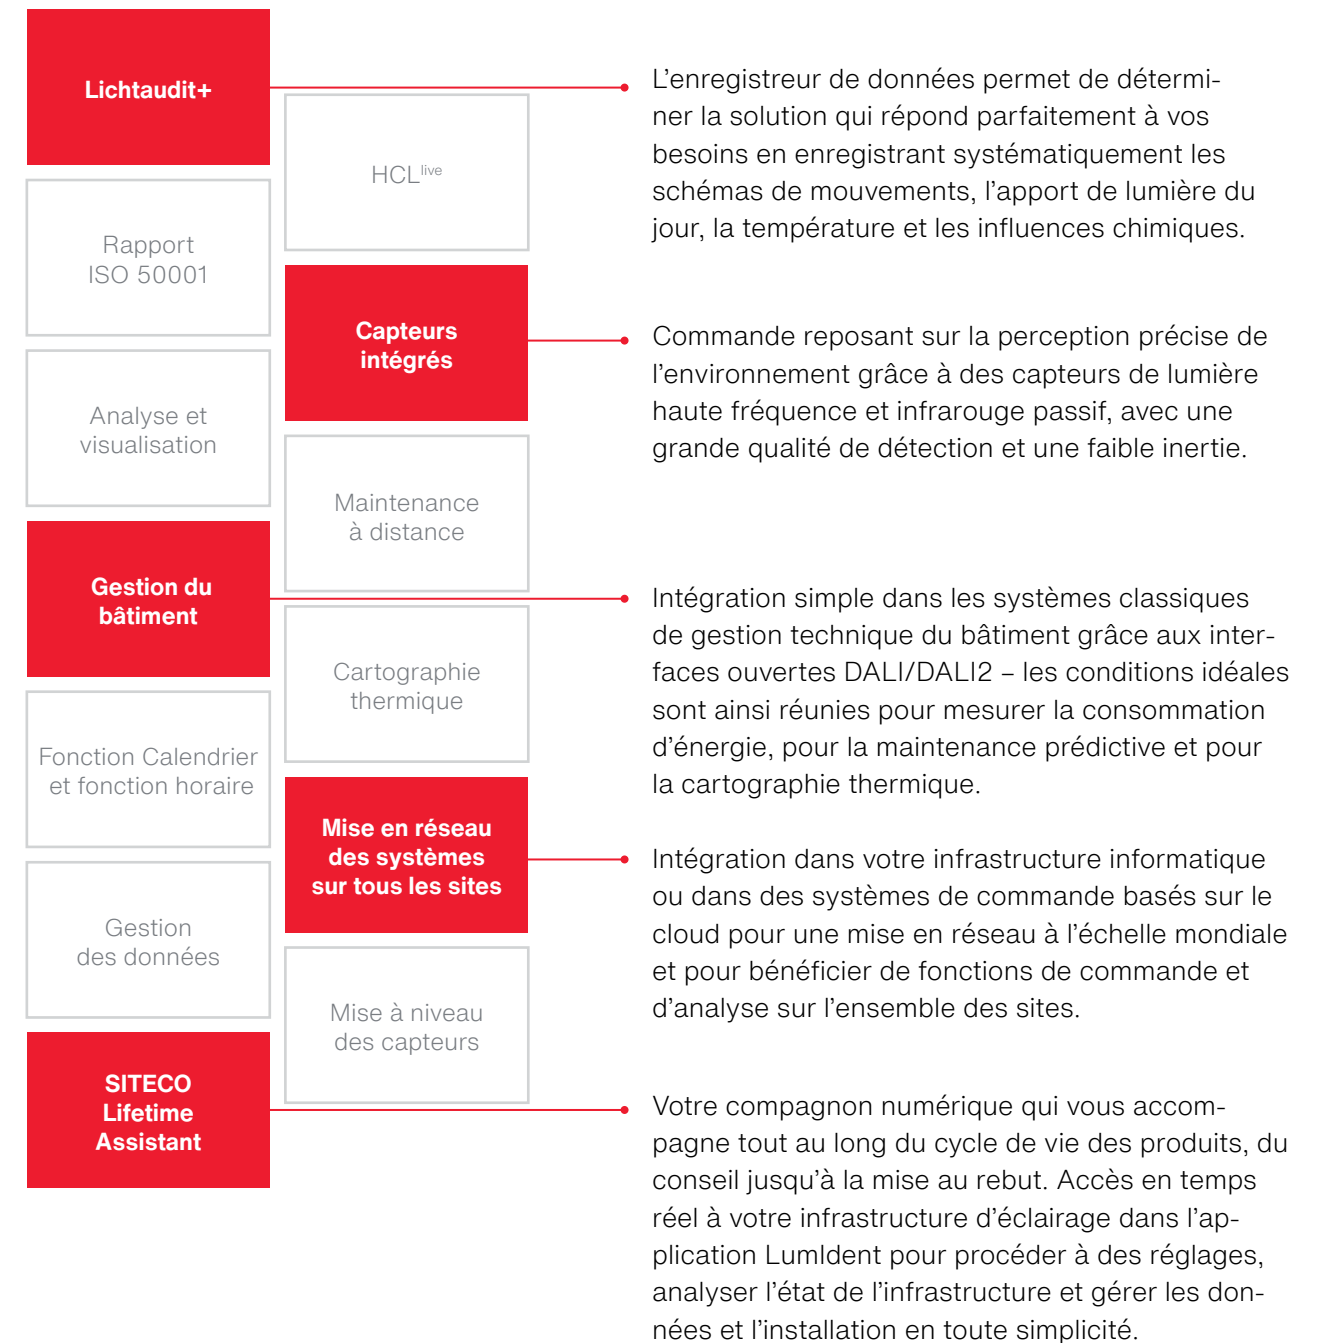 Lichtaudit+
L’enregistreur de données permet de détermi-
ner la solution qui répond parfaitement à vos
besoins en enregistrant systématiquement les
schémas de mouvements, l’apport de lumière du
jour, la température et les influences chimiques.
HCLlive
Rapport
ISO 50001
Capteurs
intégrés
Commande reposant sur la perception précise de
l’environnement grâce à des capteurs de lumière
haute fréquence et infrarouge passif, avec une
grande qualité de détection et une faible inertie.
Analyse et
visualisation
Maintenance
à distance
Gestion du
bâtiment
Intégration simple dans les systèmes classiques
de gestion technique du bâtiment grâce aux inter-
faces ouvertes DALI/DALI2 – les conditions idéales
sont ainsi réunies pour mesurer la consommation
d’énergie, pour la maintenance prédictive et pour
la cartographie thermique.
Cartographie
thermique
Fonction Calendrier
et fonction horaire
Mise en réseau
des systèmes
sur tous les sites
Intégration dans votre infrastructure informatique
ou dans des systèmes de commande basés sur le
cloud pour une mise en réseau à l’échelle mondiale
et pour bénéficier de fonctions de commande et
d’analyse sur l’ensemble des sites.
Gestion
des données
Mise à niveau
des capteurs
SITECO
Lifetime
Assistant
Votre compagnon numérique qui vous accom-
pagne tout au long du cycle de vie des produits, du
conseil jusqu’à la mise au rebut. Accès en temps
réel à votre infrastructure d’éclairage dans l’ap-
plication LumIdent pour procéder à des réglages,
analyser l’état de l’infrastructure et gérer les don-
nées et l’installation en toute simplicité.